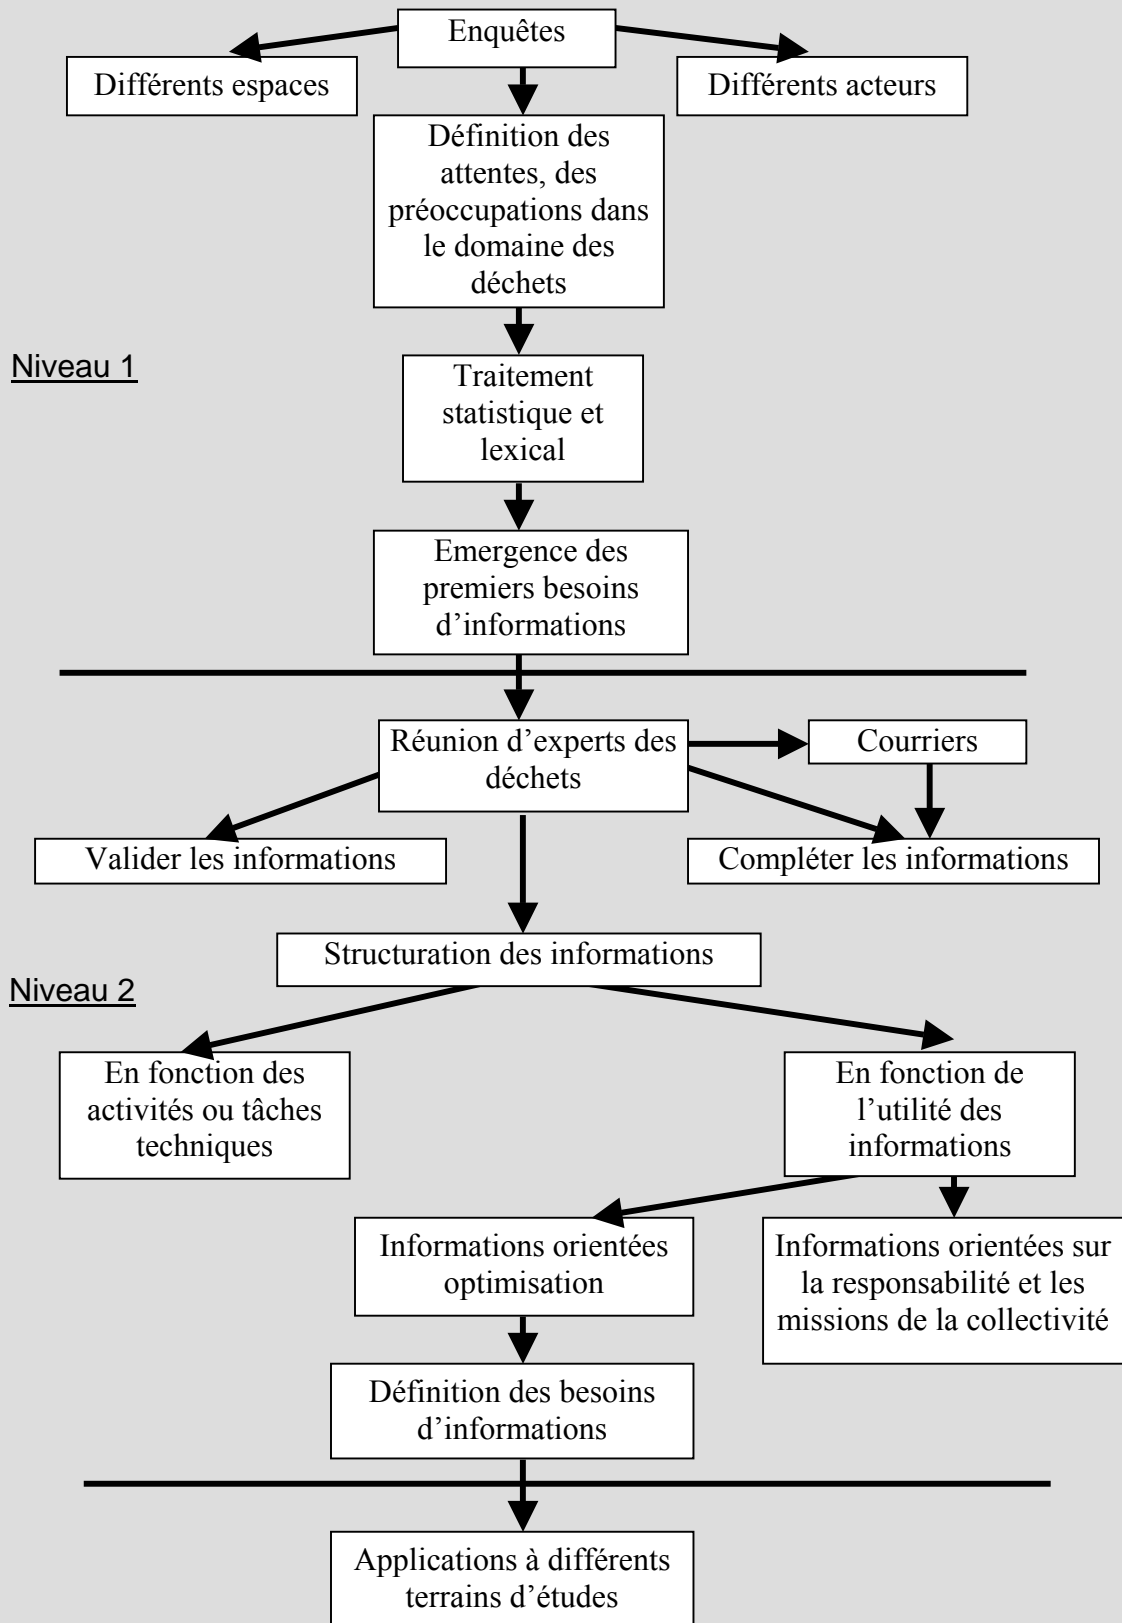 Enquêtes
Différents espaces
Différents acteurs
Définition des
attentes, des
préoccupations dans
le domaine des
déchets
Niveau 1
Traitement
statistique et
lexical
Emergence des
premiers besoins
d’informations
Réunion d’experts des
déchets
Courriers
Valider les informations
Compléter les informations
Structuration des informations
Niveau 2
En fonction des
activités ou tâches
techniques
En fonction de
l’utilité des
informations
Informations orientées
optimisation
Informations orientées sur
la responsabilité et les
missions de la collectivité
Définition des besoins
d’informations
Applications à différents
terrains d’études